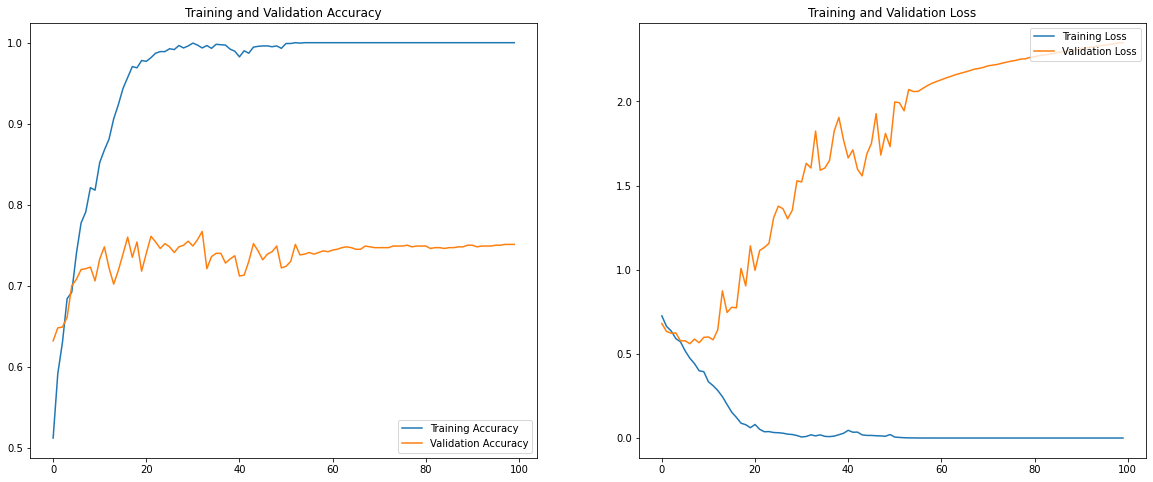 Training and Validation Accuracy
1.0
0.9
0.8
0.7
0.6
0.5
0 20 40 60 80 100
Training Accuracy
Validation Accuracy
Training and Validation Loss
2.0
1.5
1.0
0.5
0.0
0 20 40 60 80 100
Training Loss
Validation Loss